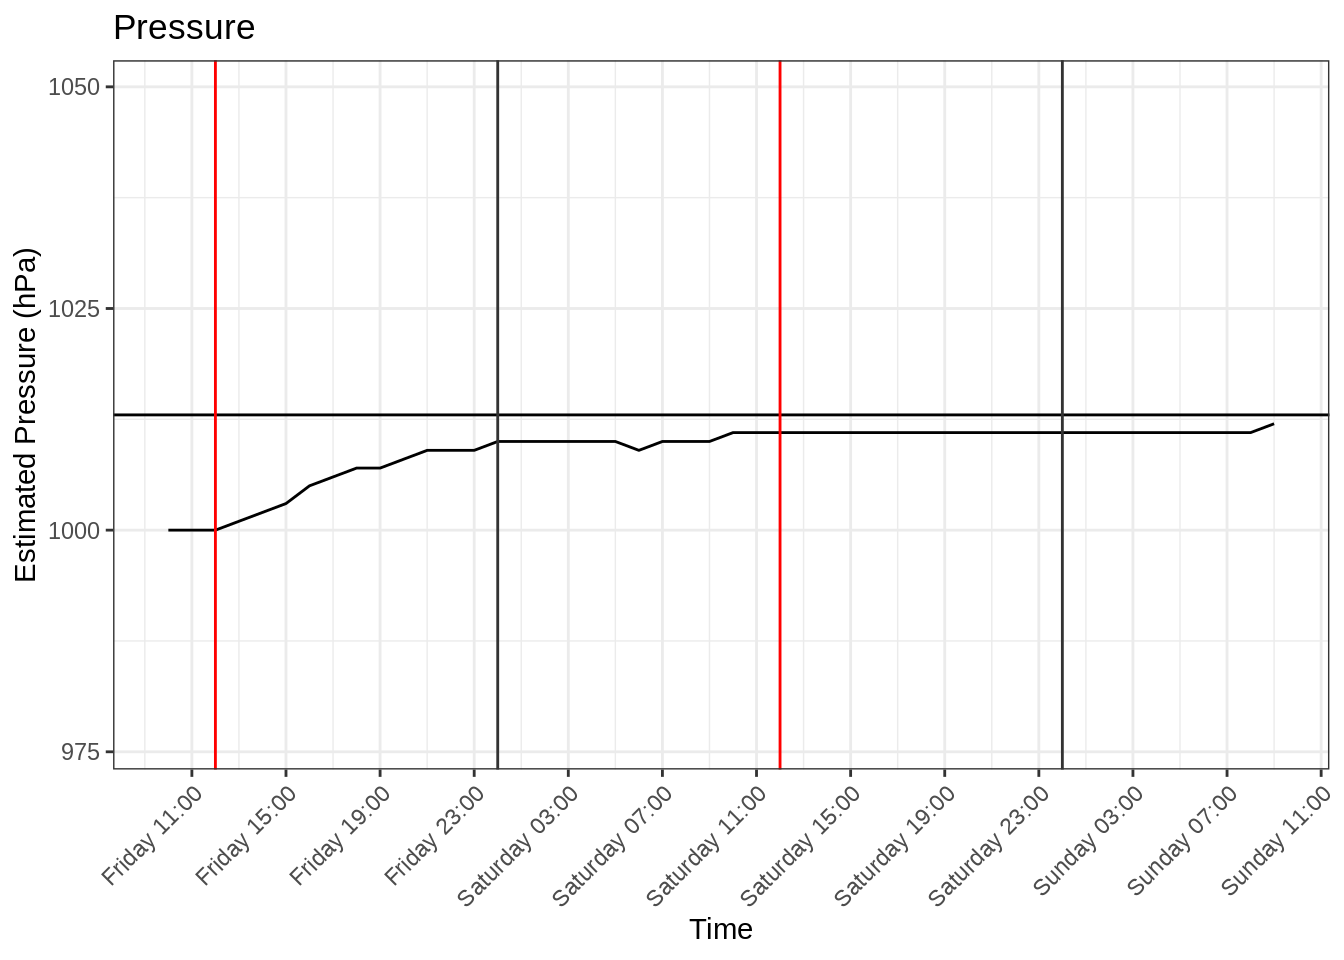 Pressure
Estimated Pressure (hPa)
1050
1025
1000
975
Friday 11:00
Friday 15:00
Friday 19:00
Friday 23:00
Saturday 03:00
Saturday 07:00
Saturday 11:00
Saturday 15:00
Saturday 19:00
Saturday 23:00
Sunday 03:00
Sunday 07:00
Sunday 11:00
Time